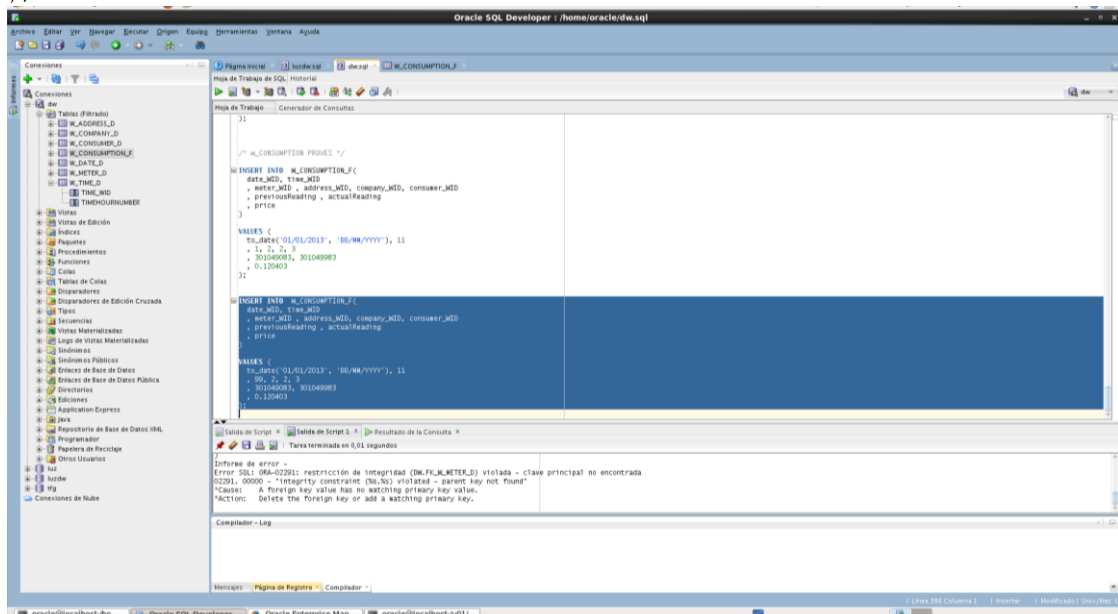 Oracle SQL Developer : /home/oracle/dw.sql
Archivo Editar Ver Navegar Ejecutar Origen Equipo Herramientas Ventana Ayuda
Conexiones
Informes
Conexiones
dw
Tablas (Filtrado)
W_ADDRESS_D
W_COMPANY_D
W_CONSUMER_D
W_CONSUMPTION_F
W_DATE_D
W_METER_D
W_TIME_D
TIME_WID
TIMEHOURNUMBER
Vistas
Vistas de Edición
Índices
Paquetes
Procedimientos
Funciones
Colas
Tablas de Colas
Disparadores
Disparadores de Edición Cruzada
Tipos
Secuencias
Vistas Materializadas
Logs de Vistas Materializadas
Sinónimos
Sinónimos Públicos
Enlaces de Base de Datos
Enlaces de Base de Datos Pública
Directorios
Ediciones
Application Express
Java
Repositorio de Base de Datos XML
Programador
Papelera de Reciclaje
Otros Usuarios
luz
luzdw
tfg
Conexiones de Nube
Página Inicial luzdw.sql dw.sql W_CONSUMPTION_F
Hoja de Trabajo de SQL Historial
dw
Hoja de Trabajo Generador de Consultas
);
/* W_CONSUMPTION PROVES */
INSERT INTO W_CONSUMPTION_F(
date_WID, time_WID
, meter_WID , address_WID, company_WID, consumer_WID
, previousReading , actualReading
, price
)
VALUES (
to_date('01/01/2013', 'DD/MM/YYYY'), 11
, 1, 2, 2, 3
, 301049083, 301049983
, 0.120403
);
INSERT INTO W_CONSUMPTION_F(
date_WID, time_WID
, meter_WID , address_WID, company_WID, consumer_WID
, previousReading , actualReading
, price
)
VALUES (
to_date('01/01/2013', 'DD/MM/YYYY'), 11
, 99, 2, 2, 3
, 301049083, 301049983
, 0.120403
);
Salida de Script Salida de Script 1 Resultado de la Consulta
Tarea terminada en 0,01 segundos
)
Informe de error -
Error SQL: ORA-02291: restricción de integridad (DW.FK_W_METER_D) violada - clave principal no encontrada
02291. 00000 - "integrity constraint (%s.%s) violated - parent key not found"
*Cause: A foreign key value has no matching primary key value.
*Action: Delete the foreign key or add a matching primary key.
Compilador - Log
Mensajes Página de Registro Compilador
Insertar